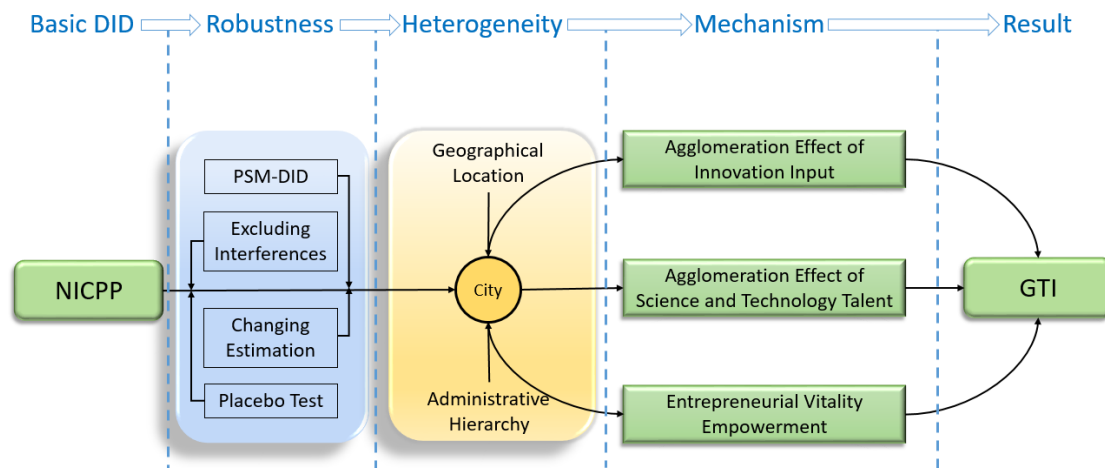 Basic DID
Robustness
Heterogeneity
Mechanism
Result
NICPP
PSM-DID
Excluding
Interferences
Changing
Estimation
Placebo Test
Geographical
Location
City
Administrative
Hierarchy
Agglomeration Effect of
Innovation Input
Agglomeration Effect of
Science and Technology Talent
Entrepreneurial Vitality
Empowerment
GTI